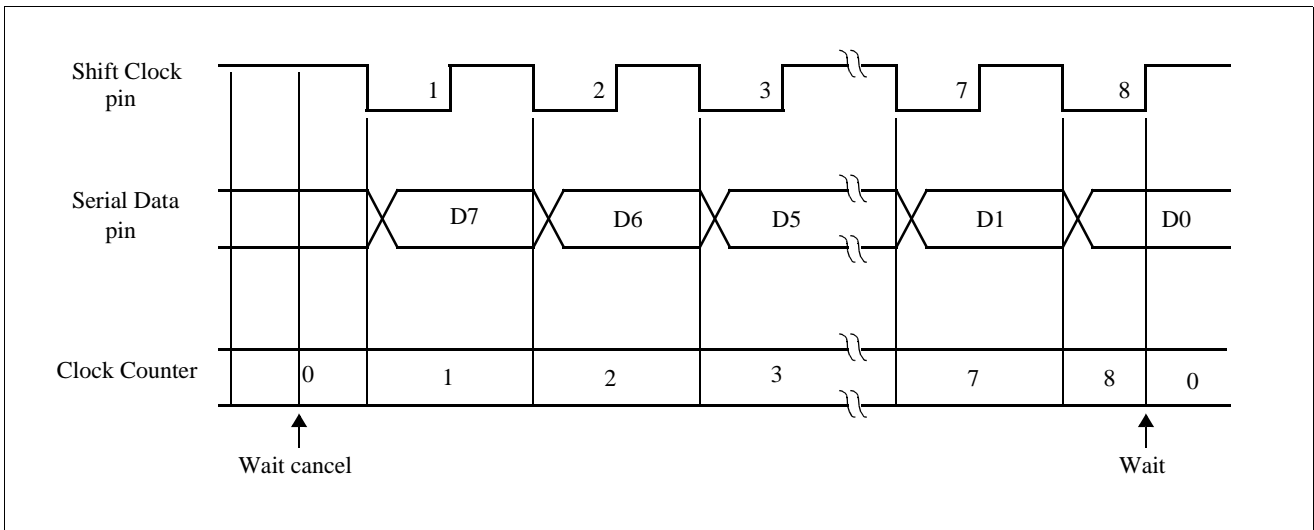 Shift Clock
pin
1 2 3 7 8
Serial Data
pin
D7 D6 D5 D1 D0
Clock Counter
0 1 2 3 7 8 0
Wait cancel
Wait